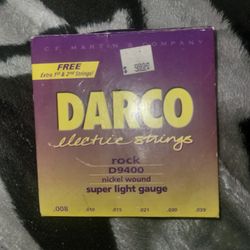 C.F. MARTIN & COMPANY
FREE
Extra 1st & 2nd Strings!
DARCO
electric strings
rock
D9400
nickel wound
super light gauge
.008 .010 .015 .021 .030 .039